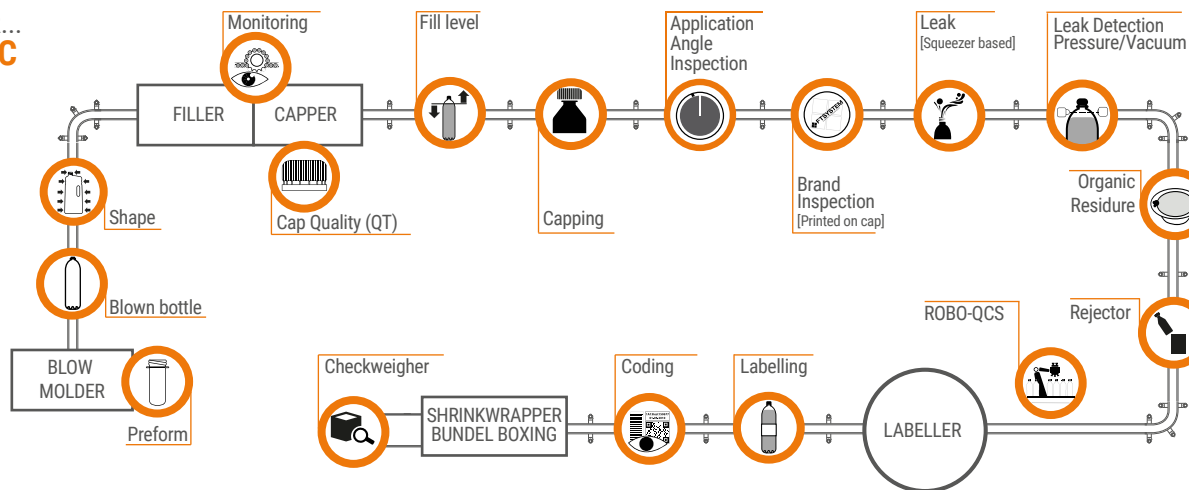 ...
C
Monitoring
Fill level
Application
Angle
Inspection
Leak
[Squeezer based]
Leak Detection
Pressure/Vacuum
FILLER
CAPPER
FTSYSTEM
Shape
Cap Quality (QT)
Capping
Brand
Inspection
[Printed on cap]
Organic
Residure
Blown bottle
ROBO-QCS
Rejector
BLOW
MOLDER
Preform
Checkweigher
Coding
Labelling
SHRINKWRAPPER
BUNDEL BOXING
LABELLER